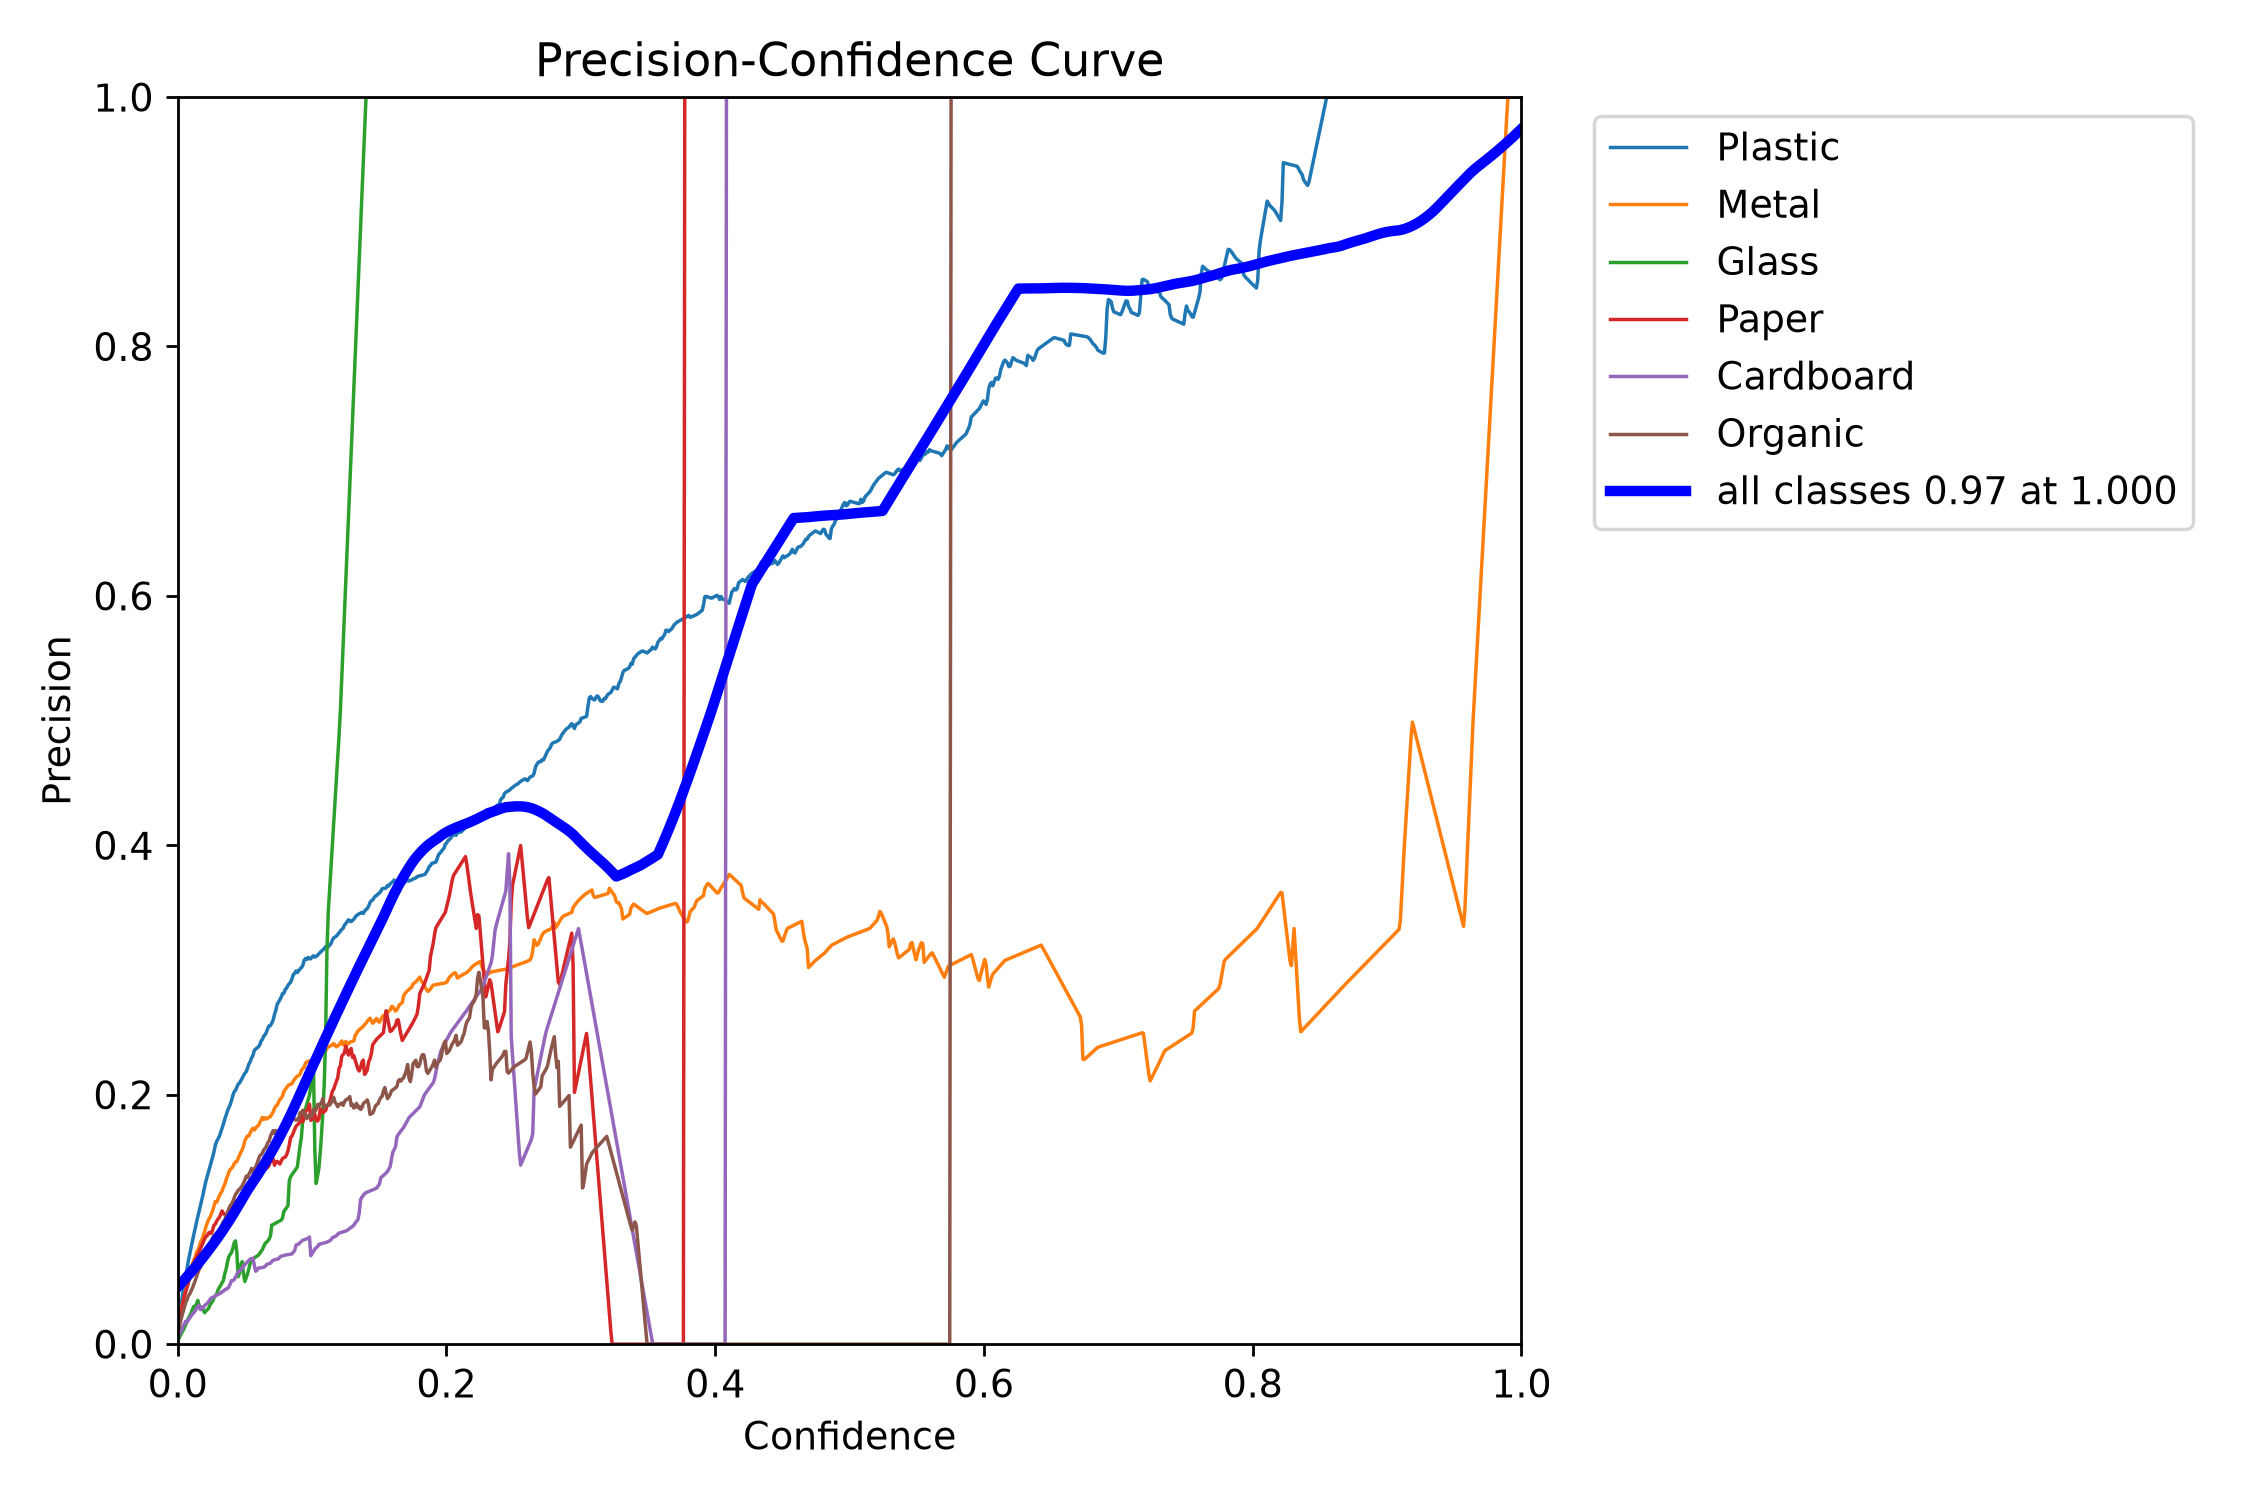 Precision-Confidence Curve
1.0
0.8
0.6
0.4
0.2
0.0
Precision
0.0 0.2 0.4 0.6 0.8 1.0
Confidence
Plastic
Metal
Glass
Paper
Cardboard
Organic
all classes 0.97 at 1.000